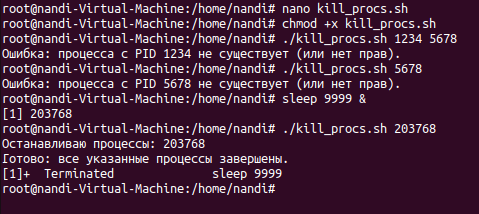 root@nandi-Virtual-Machine:/home/nandi# nano kill_procs.sh
root@nandi-Virtual-Machine:/home/nandi# chmod +x kill_procs.sh
root@nandi-Virtual-Machine:/home/nandi# ./kill_procs.sh 1234 5678
Ошибка: процесса с PID 1234 не существует (или нет прав).
root@nandi-Virtual-Machine:/home/nandi# ./kill_procs.sh 5678
Ошибка: процесса с PID 5678 не существует (или нет прав).
root@nandi-Virtual-Machine:/home/nandi# sleep 9999 &
[1] 203768
root@nandi-Virtual-Machine:/home/nandi# ./kill_procs.sh 203768
Останавливаю процессы: 203768
Готово: все указанные процессы завершены.
[1]+  Terminated              sleep 9999
root@nandi-Virtual-Machine:/home/nandi#